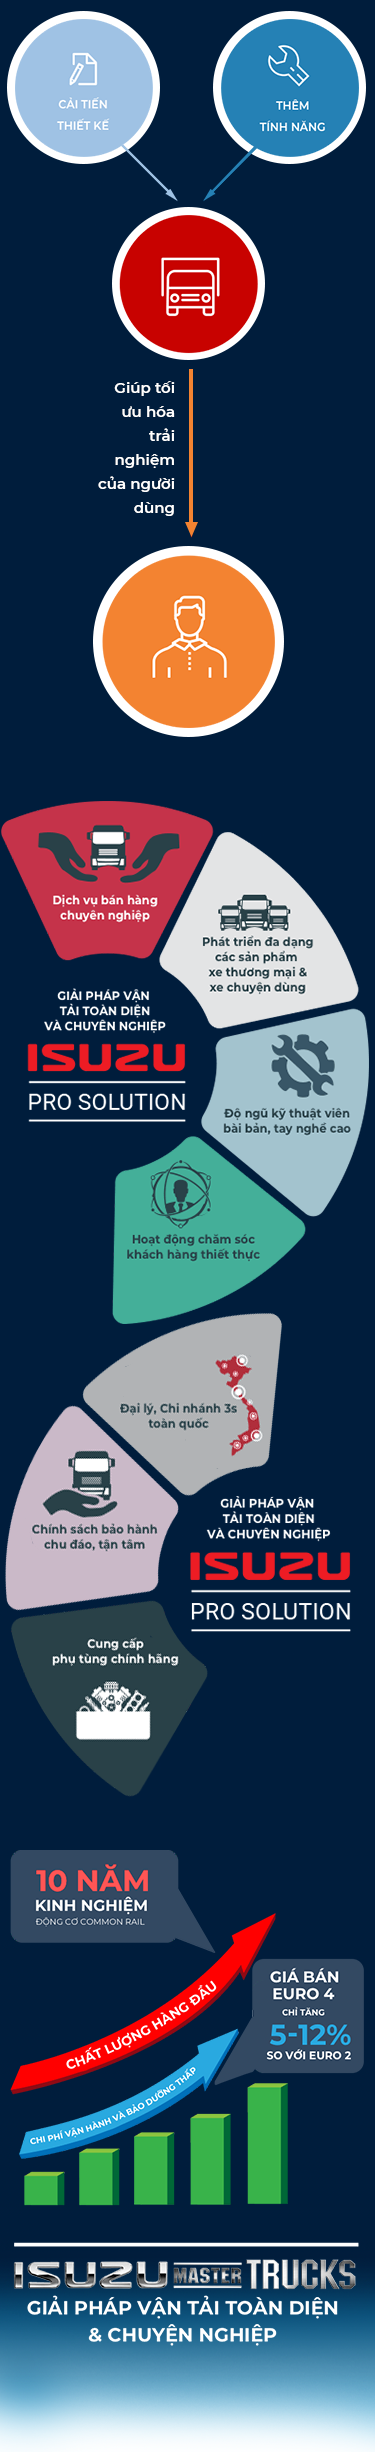 CẢI TIẾN
THIẾT KẾ
THÊM
TÍNH NĂNG
Giúp tối
ưu hóa
trải
nghiệm
của người
dùng
Dịch vụ bán hàng
chuyên nghiệp
Phát triển đa dạng
các sản phẩm
xe thương mại &
xe chuyện dùng
GIẢI PHÁP VẬN
TẢI TOÀN DIỆN
VÀ CHUYÊN NGHIỆP
ISUZU
PRO SOLUTION
Độ ngũ kỹ thuật viên
bài bản, tay nghề cao
Hoạt động chăm sóc
khách hàng thiết thực
Đại lý, Chi nhánh 3s
toàn quốc
Chính sách bảo hành
chu đáo, tận tâm
GIẢI PHÁP VẬN
TẢI TOÀN DIỆN
VÀ CHUYÊN NGHIỆP
ISUZU
PRO SOLUTION
Cung cấp
phụ tùng chính hãng
10 NĂM
KINH NGHIỆM
ĐỘNG CƠ COMMON RAIL
CHẤT LƯỢNG HÀNG ĐẦU
GIÁ BÁN
EURO 4
CHỈ TĂNG
5-12%
SO VỚI EURO 2
CHI PHÍ VẬN HÀNH VÀ BẢO DƯỠNG THẤP
ISUZU MASTER TRUCKS
GIẢI PHÁP VẬN TẢI TOÀN DIỆN
& CHUYÊN NGHIỆP